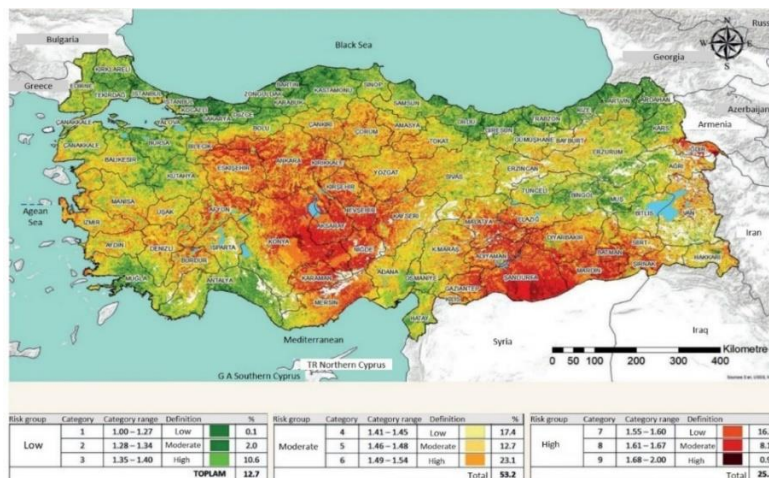 N
W E
S
Bulgaria
Black Sea
Georgia
Greece
Azerbaijan
Armenia
KIRKLARELİ
EDİRNE
TEKİRDAĞ
İSTANBUL
İSTANBUL
KOCAELİ
SAKARYA
DÜZCE
ZONGULDAK
BARTIN
KARABÜK
KASTAMONU
SİNOP
SAMSUN
ORDU
GİRESUN
TRABZON
RİZE
ARTVİN
ARDAHAN
KARS
ÇANAKKALE
ÇANAKKALE
BALIKESİR
BURSA
BİLECİK
BOLU
ÇANKIRI
ÇORUM
AMASYA
TOKAT
GÜMÜŞHANE
BAYBURT
ERZİNCAN
ERZURUM
AĞRI
KÜTAHYA
ESKİŞEHİR
ANKARA
KIRIKKALE
YOZGAT
SİVAS
TUNCELİ
BİNGÖL
MUŞ
BİTLİS
VAN
Agean
Sea
MANİSA
UŞAK
AFYON
KIRŞEHİR
NEVŞEHİR
KAYSERİ
MALATYA
ELAZIĞ
DİYARBAKIR
BATMAN
SİİRT
Iran
İZMİR
AYDIN
DENİZLİ
ISPARTA
BURDUR
KONYA
AKSARAY
NİĞDE
K.MARAŞ
ADIYAMAN
MARDİN
ŞIRNAK
HAKKARİ
MUĞLA
ANTALYA
KARAMAN
MERSİN
ADANA
OSMANİYE
GAZİANTEP
KİLİS
ŞANLIURFA
HATAY
Mediterranean
Syria
Iraq
TR Northern Cyprus
G A Southern Cyprus
0 25 50 100 200 300 400
Kilometre
Risk group Category Category range Definition %
Low
1 1.00 – 1.27 Low 0.1
2 1.28 – 1.34 Moderate 2.0
3 1.35 – 1.40 High 10.6
TOPLAM 12.7
Risk group Category Category range Definition %
Moderate
4 1.41 – 1.45 Low 17.4
5 1.46 – 1.48 Moderate 12.7
6 1.49 – 1.54 High 23.1
Total 53.2
Risk group Category Category range Definition %
High
7 1.55 – 1.60 Low 16.
8 1.61 – 1.67 Moderate 8.
9 1.68 – 2.00 High 0.9
Total 25.